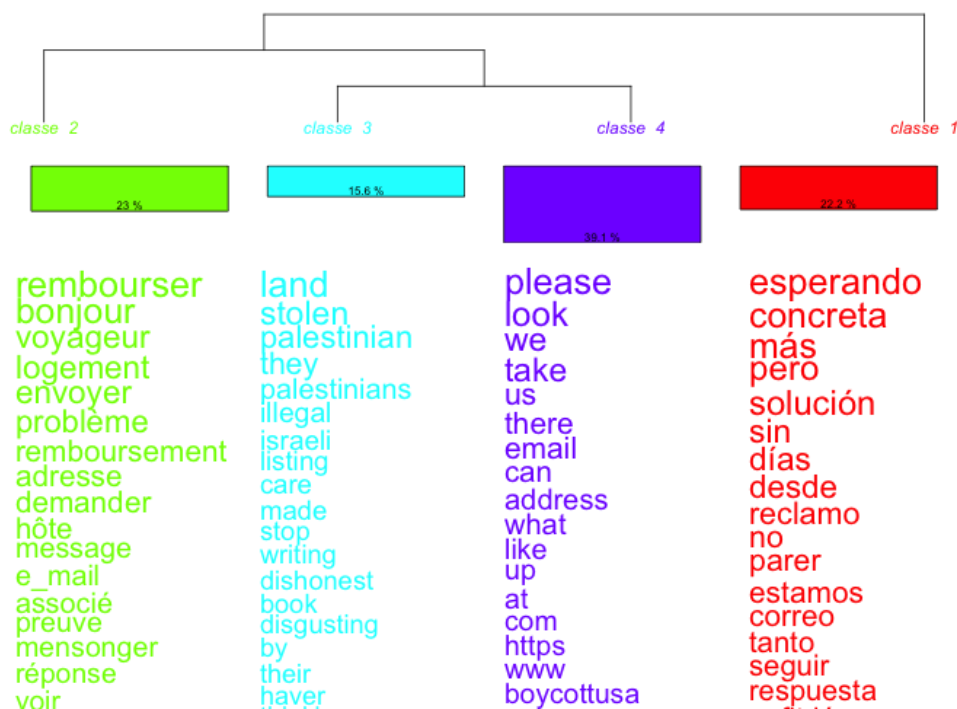 classe 2
classe 3
classe 4
classe 1
23 %
15.6 %
39.1 %
22.2 %
rembourser
bonjour
voyageur
logement
envoyer
problème
remboursement
adresse
demander
hôte
message
e_mail
associé
preuve
mensonger
réponse
voir
land
stolen
palestinian
they
palestinians
illegal
israeli
listing
care
made
stop
writing
dishonest
book
disgusting
by
their
haver
please
look
we
take
us
there
email
can
address
what
like
up
at
com
https
www
boycottusa
esperando
concreta
más
pero
solución
sin
días
desde
reclamo
no
parer
estamos
correo
tanto
seguir
respuesta